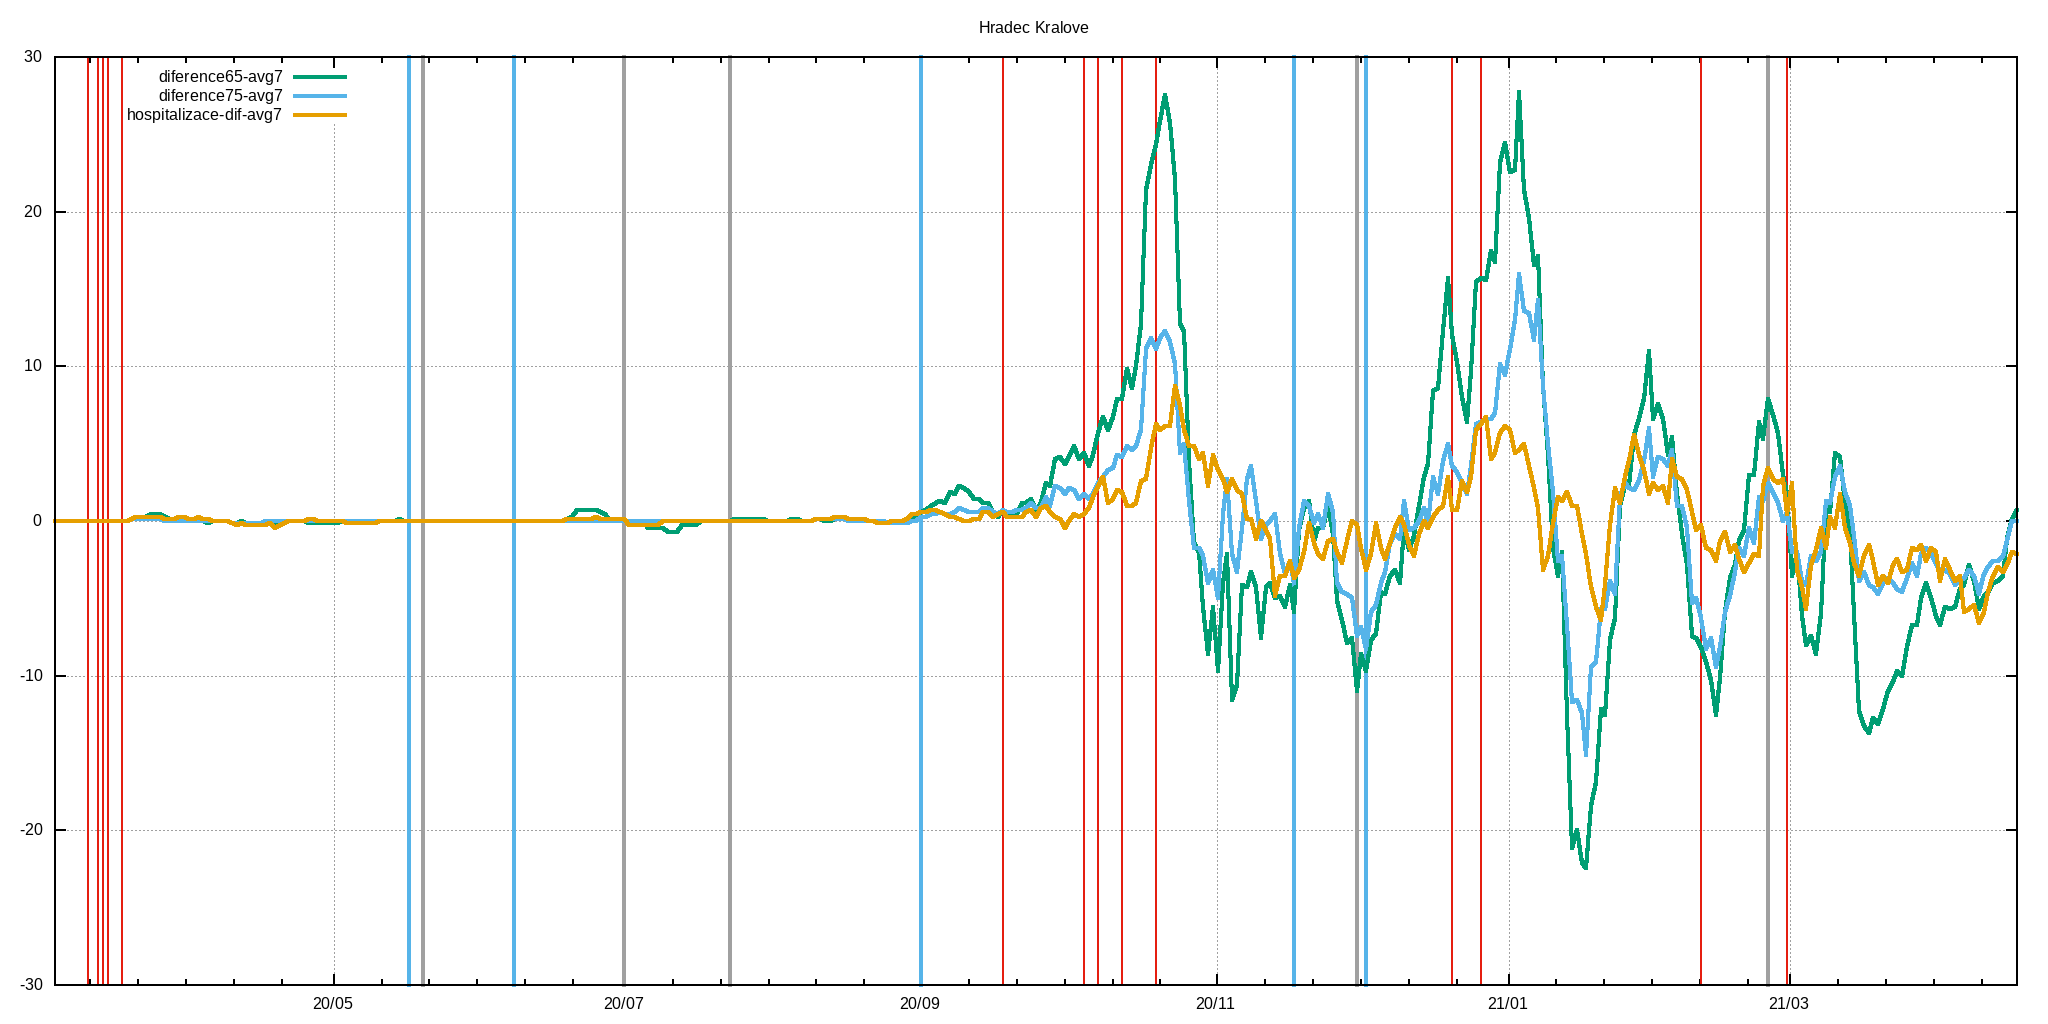 Hradec Kralove
30
diference65-avg7
diference75-avg7
hospitalizace-dif-avg7
20
10
0
-10
-20
-30
20/05 20/07 20/09 20/11 21/01 21/03